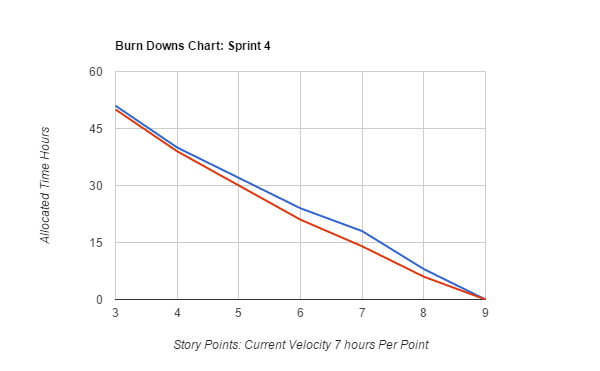 Burn Downs Chart: Sprint 4
60
45
30
15
0
Allocated Time Hours
3 4 5 6 7 8 9
Story Points: Current Velocity 7 hours Per Point